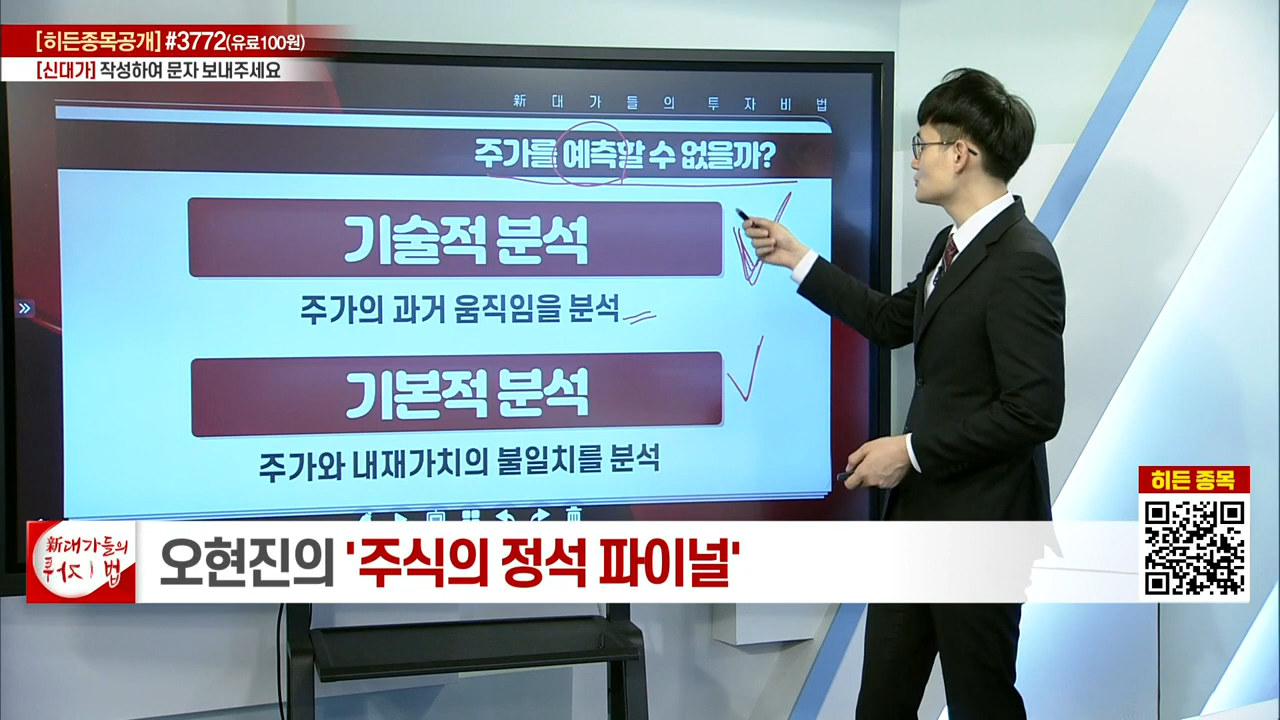 [히든종목공개] #3772(유료100원)
[신대가] 작성하여 문자 보내주세요
新 대 가 들 의 투 자 비 법
주가를 예측할 수 없을까?
기술적 분석
주가의 과거 움직임을 분석
기본적 분석
주가와 내재가치의 불일치를 분석
히든 종목
新대가들의
투자비법
오현진의 '주식의 정석 파이널'